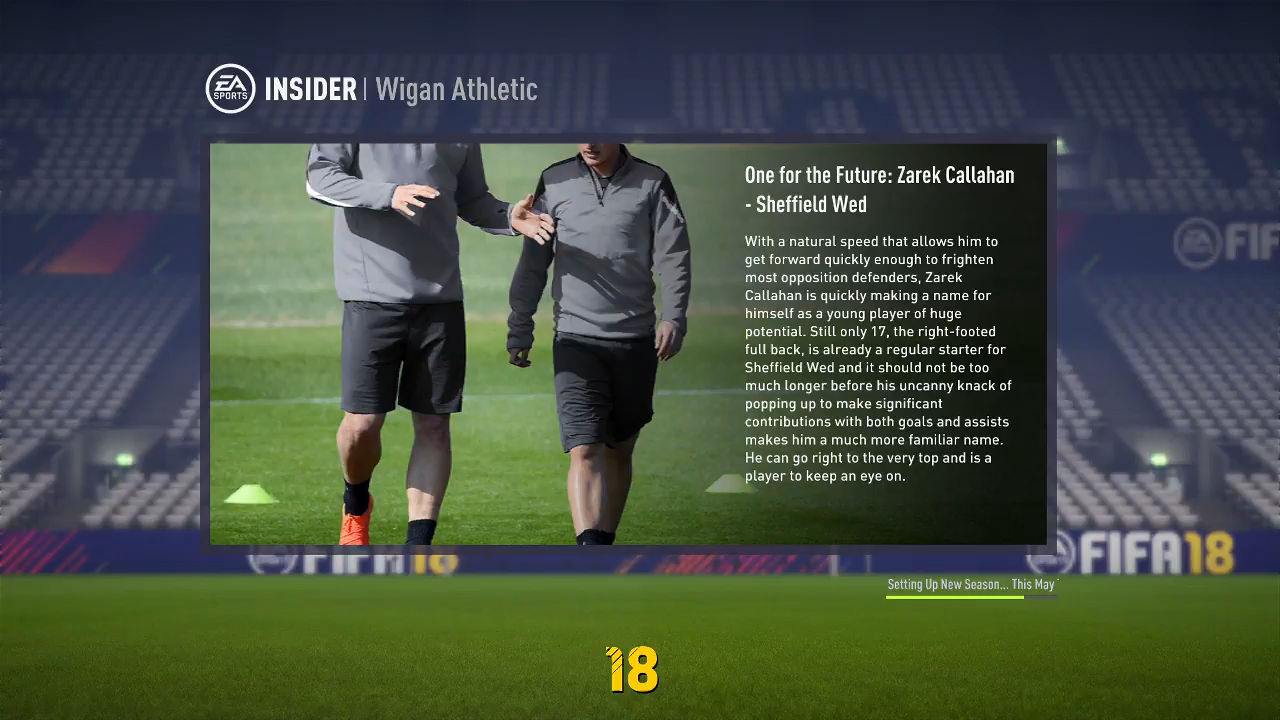 EA SPORTS INSIDER | Wigan Athletic
One for the Future: Zarek Callahan
- Sheffield Wed
With a natural speed that allows him to
get forward quickly enough to frighten
most opposition defenders, Zarek
Callahan is quickly making a name for
himself as a young player of huge
potential. Still only 17, the right-footed
full back, is already a regular starter for
Sheffield Wed and it should not be too
much longer before his uncanny knack of
popping up to make significant
contributions with both goals and assists
makes him a much more familiar name.
He can go right to the very top and is a
player to keep an eye on.
EA FIF
FIFA 18
FIFA 18
Setting Up New Season... This May
18